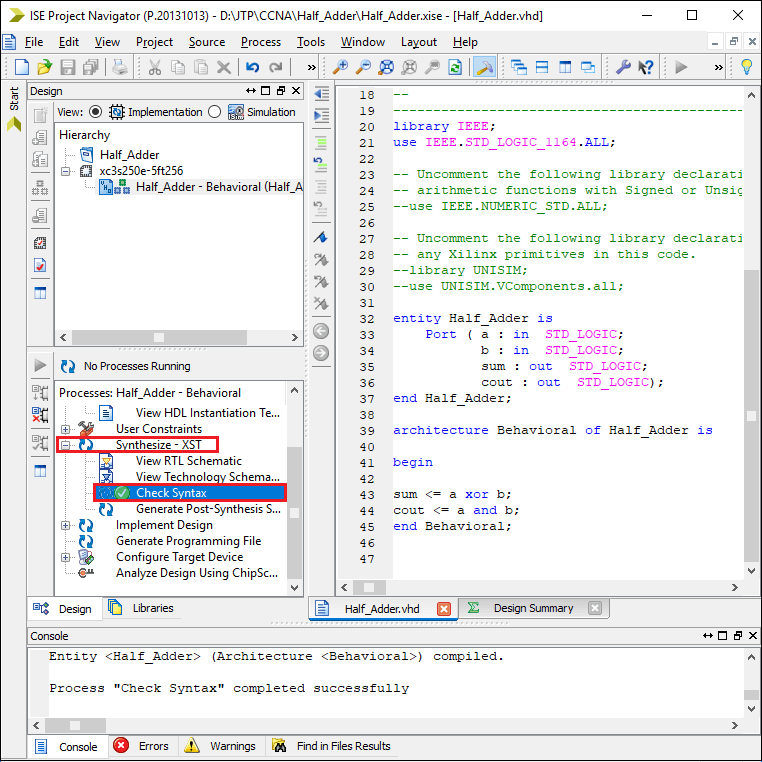 ISE Project Navigator (P.20131013) - D:\JTP\CCNA\Half_Adder\Half_Adder.xise - [Half_Adder.vhd]
File Edit View Project Source Process Tools Window Layout Help
Start
Design
View: Implementation Simulation
Hierarchy
Half_Adder
xc3s250e-5ft256
Half_Adder - Behavioral (Half_A
No Processes Running
Processes: Half_Adder - Behavioral
View HDL Instantiation Te...
User Constraints
Synthesize - XST
View RTL Schematic
View Technology Schema...
Check Syntax
Generate Post-Synthesis S...
Implement Design
Generate Programming File
Configure Target Device
Analyze Design Using ChipSc...
Design Libraries
18 --
19 --------------------------------------------
20 library IEEE;
21 use IEEE.STD_LOGIC_1164.ALL;
22
23 -- Uncomment the following library declarati
24 -- arithmetic functions with Signed or Unsig
25 --use IEEE.NUMERIC_STD.ALL;
26
27 -- Uncomment the following library declarati
28 -- any Xilinx primitives in this code.
29 --library UNISIM;
30 --use UNISIM.VComponents.all;
31
32 entity Half_Adder is
33 Port ( a : in STD_LOGIC;
34 b : in STD_LOGIC;
35 sum : out STD_LOGIC;
36 cout : out STD_LOGIC);
37 end Half_Adder;
38
39 architecture Behavioral of Half_Adder is
40
41 begin
42
43 sum <= a xor b;
44 cout <= a and b;
45 end Behavioral;
46
47
Half_Adder.vhd Design Summary
Console
Entity <Half_Adder> (Architecture <Behavioral>) compiled.
Process "Check Syntax" completed successfully
Console Errors Warnings Find in Files Results